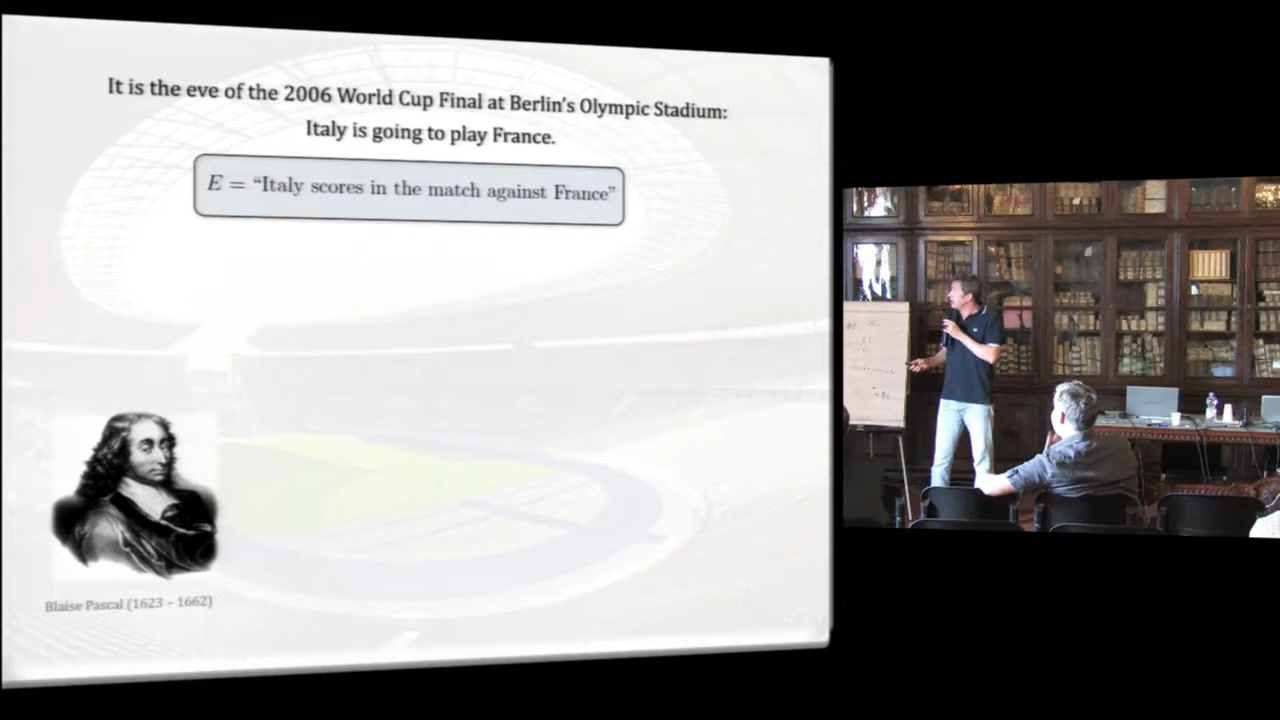 It is the eve of the 2006 World Cup Final at Berlin's Olympic Stadium:
Italy is going to play France.
E = “Italy scores in the match against France”
Blaise Pascal (1623 – 1662)